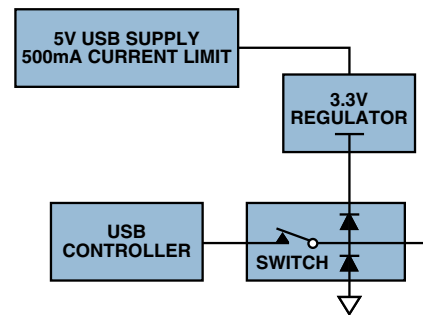 5V USB SUPPLY
500mA CURRENT LIMIT
3.3V
REGULATOR
USB
CONTROLLER
SWITCH